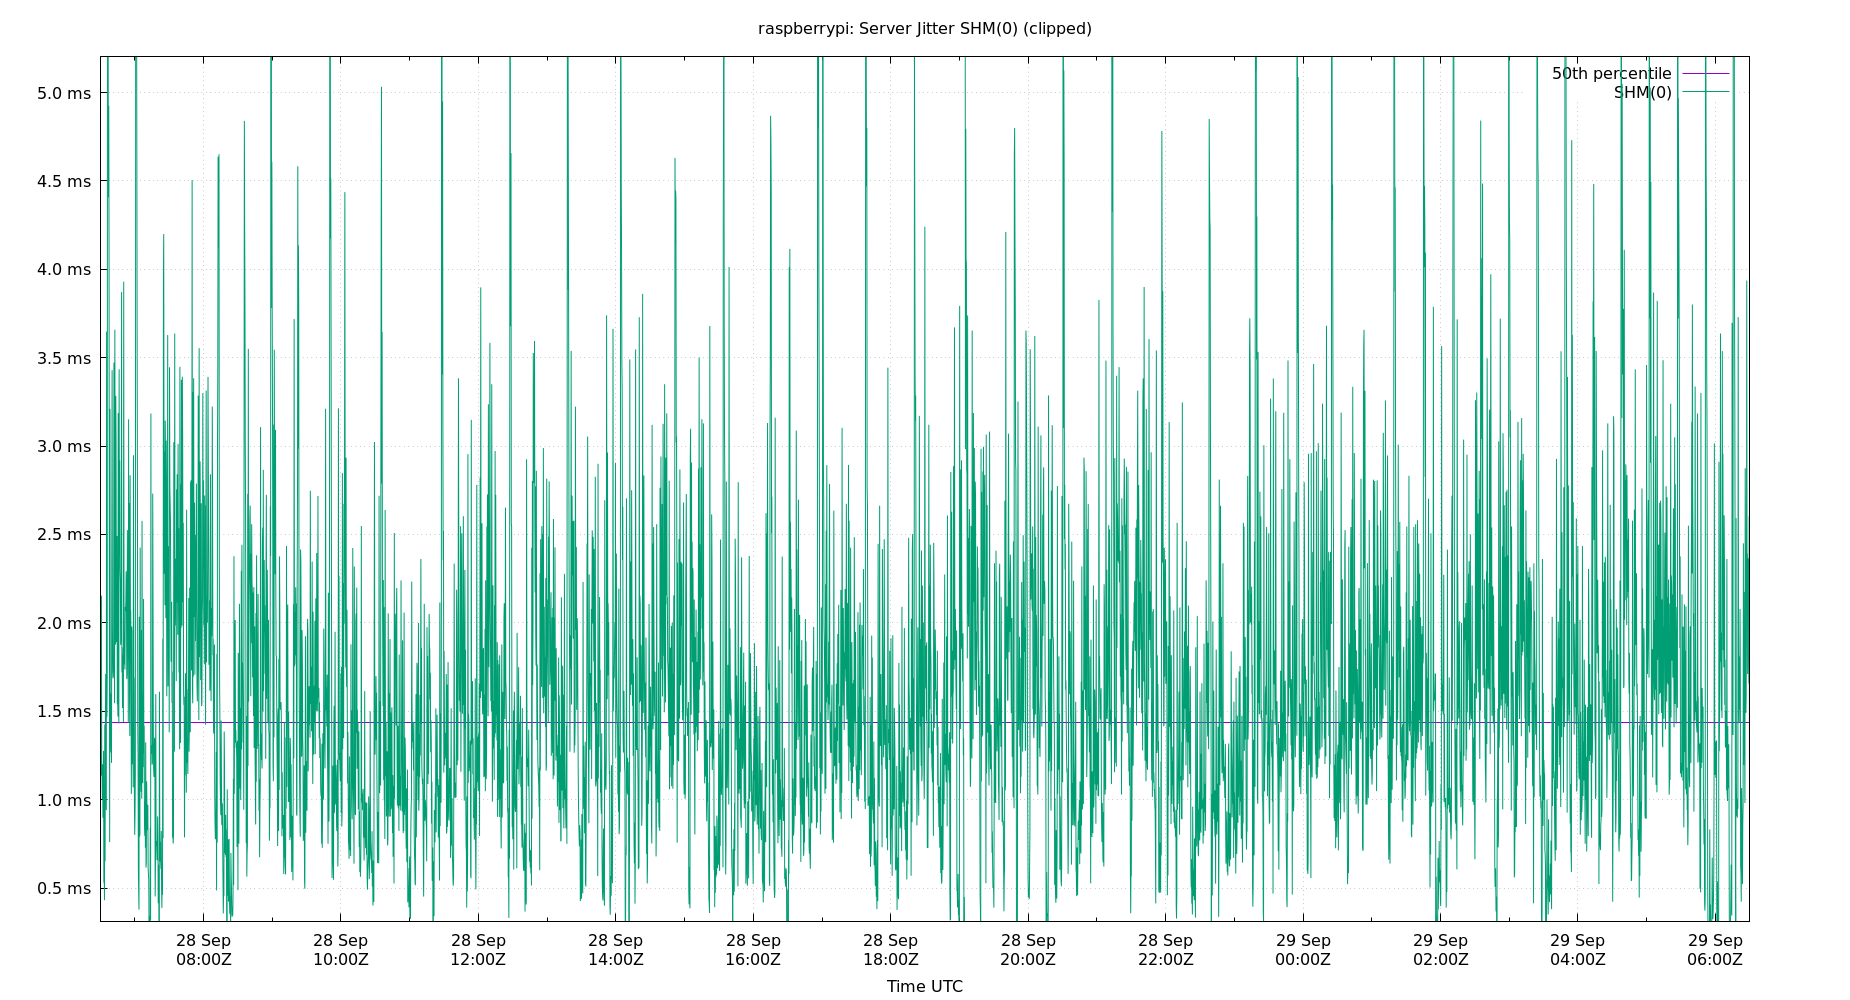 raspberrypi: Server Jitter SHM(0) (clipped)
50th percentile
SHM(0)
5.0 ms
4.5 ms
4.0 ms
3.5 ms
3.0 ms
2.5 ms
2.0 ms
1.5 ms
1.0 ms
0.5 ms
28 Sep 28 Sep 28 Sep 28 Sep 28 Sep 28 Sep 28 Sep 28 Sep 29 Sep 29 Sep 29 Sep 29 Sep
08:00Z 10:00Z 12:00Z 14:00Z 16:00Z 18:00Z 20:00Z 22:00Z 00:00Z 02:00Z 04:00Z 06:00Z
Time UTC